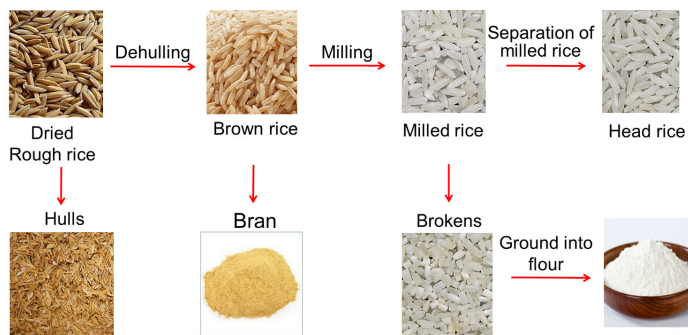 Dehulling
Milling
Separation of
milled rice
Dried
Rough rice
Brown rice
Milled rice
Head rice
Hulls
Bran
Brokens
Ground into
flour